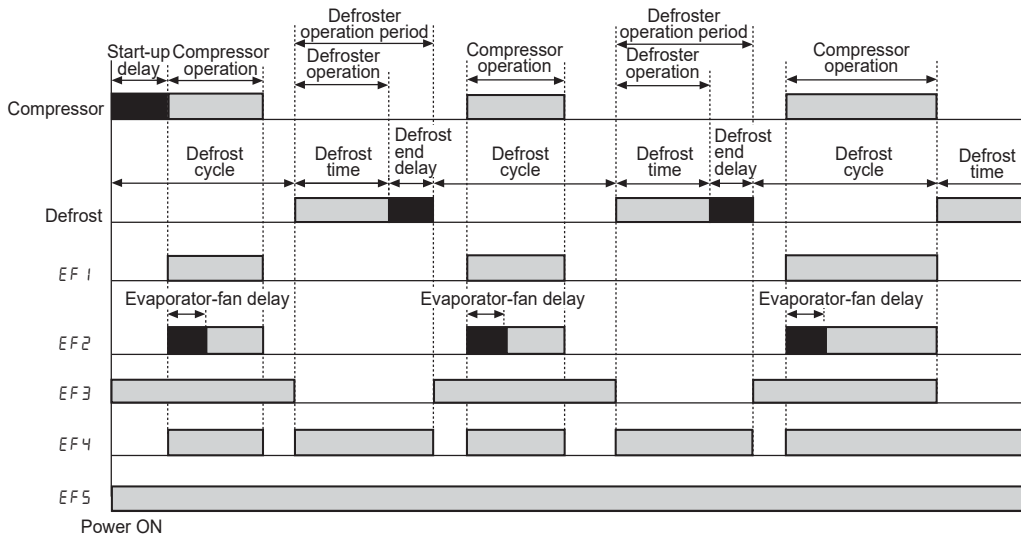 Defroster
operation period
Defroster
operation period
Start-up
delay
Compressor
operation
Defroster
operation
Compressor
operation
Defroster
operation
Compressor
operation
Compressor
Defrost
cycle
Defrost
time
Defrost
end
delay
Defrost
cycle
Defrost
time
Defrost
end
delay
Defrost
cycle
Defrost
time
Defrost
EF1
Evaporator-fan delay
Evaporator-fan delay
Evaporator-fan delay
EF2
EF3
EF4
EF5
Power ON